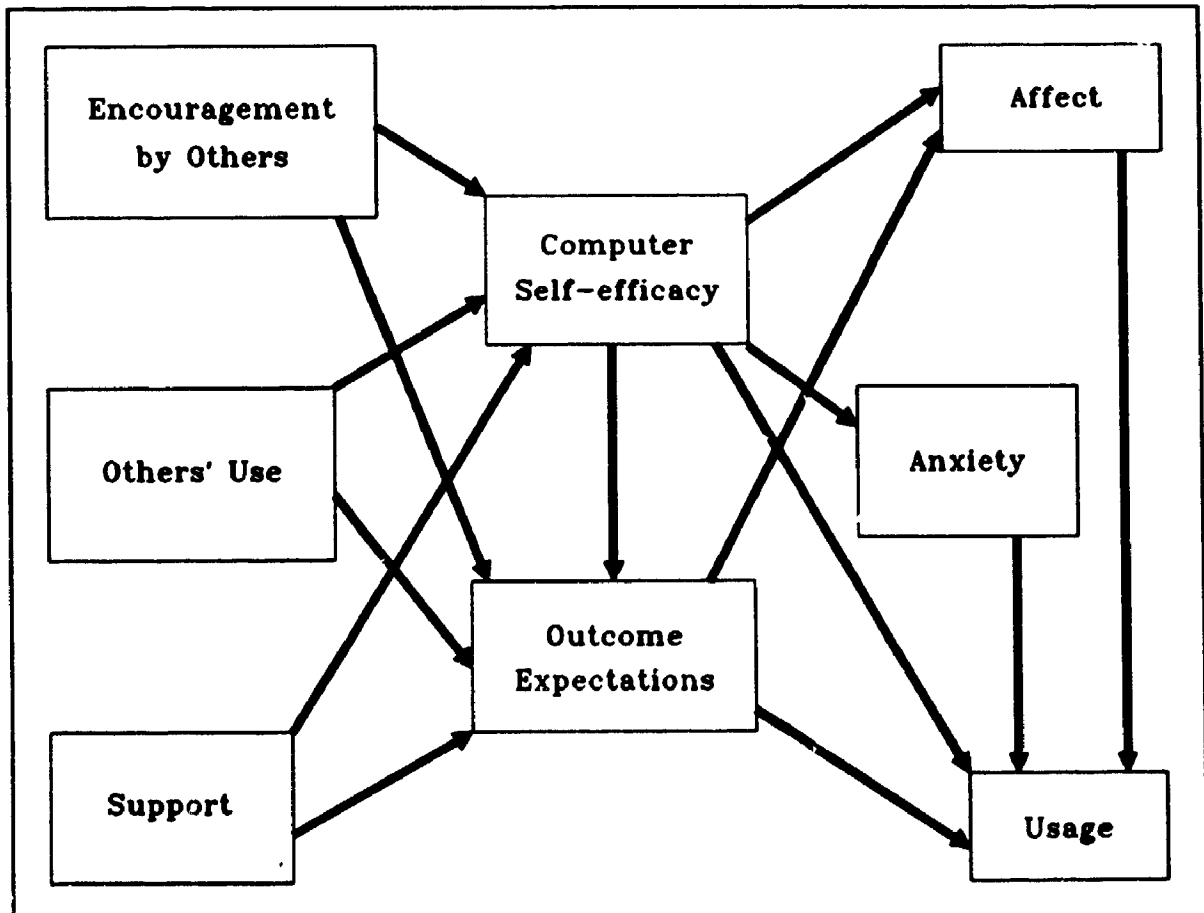 Encouragement
by Others
Affect
Computer
Self-efficacy
Others' Use
Anxiety
Outcome
Expectations
Support
Usage